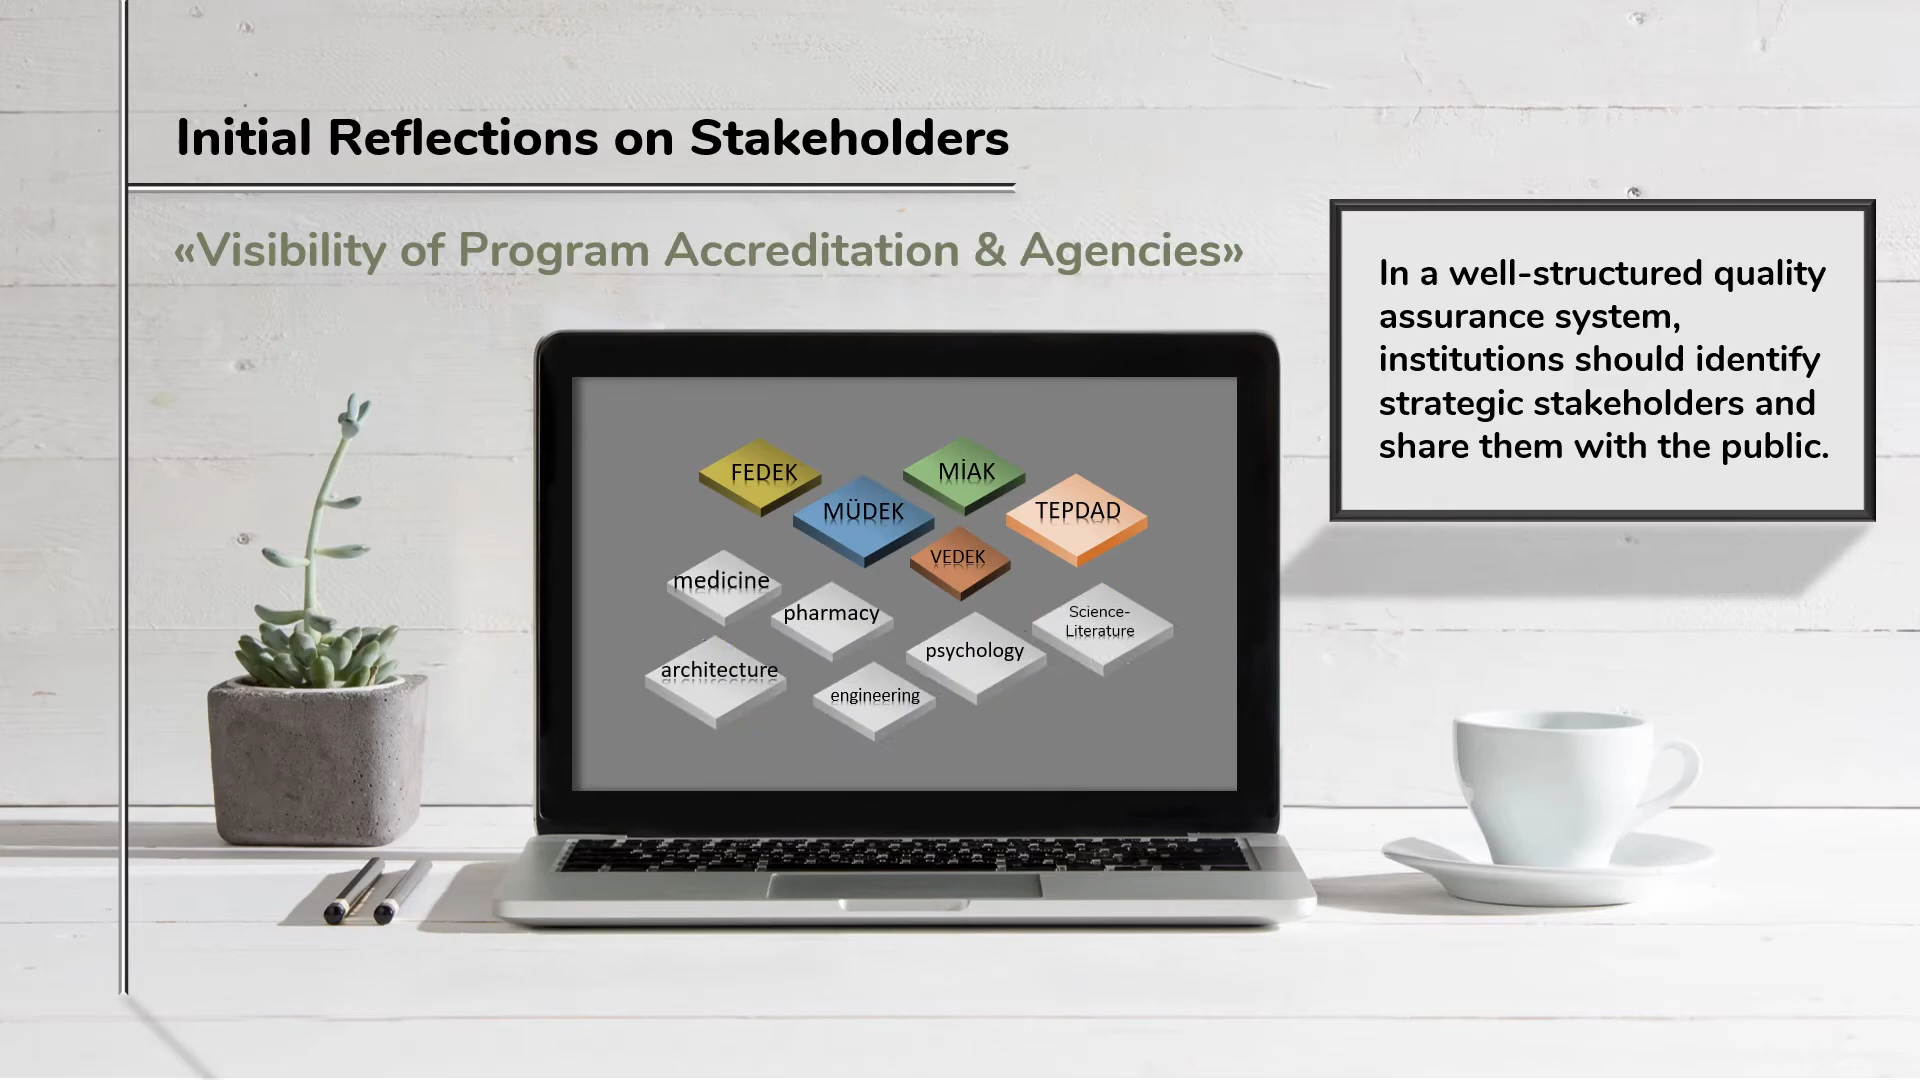 Initial Reflections on Stakeholders
«Visibility of Program Accreditation & Agencies»
In a well-structured quality
assurance system,
institutions should identify
strategic stakeholders and
share them with the public.
FEDEK
MİAK
MÜDEK
TEPDAD
VEDEK
medicine
pharmacy
Science-
Literature
architecture
psychology
engineering